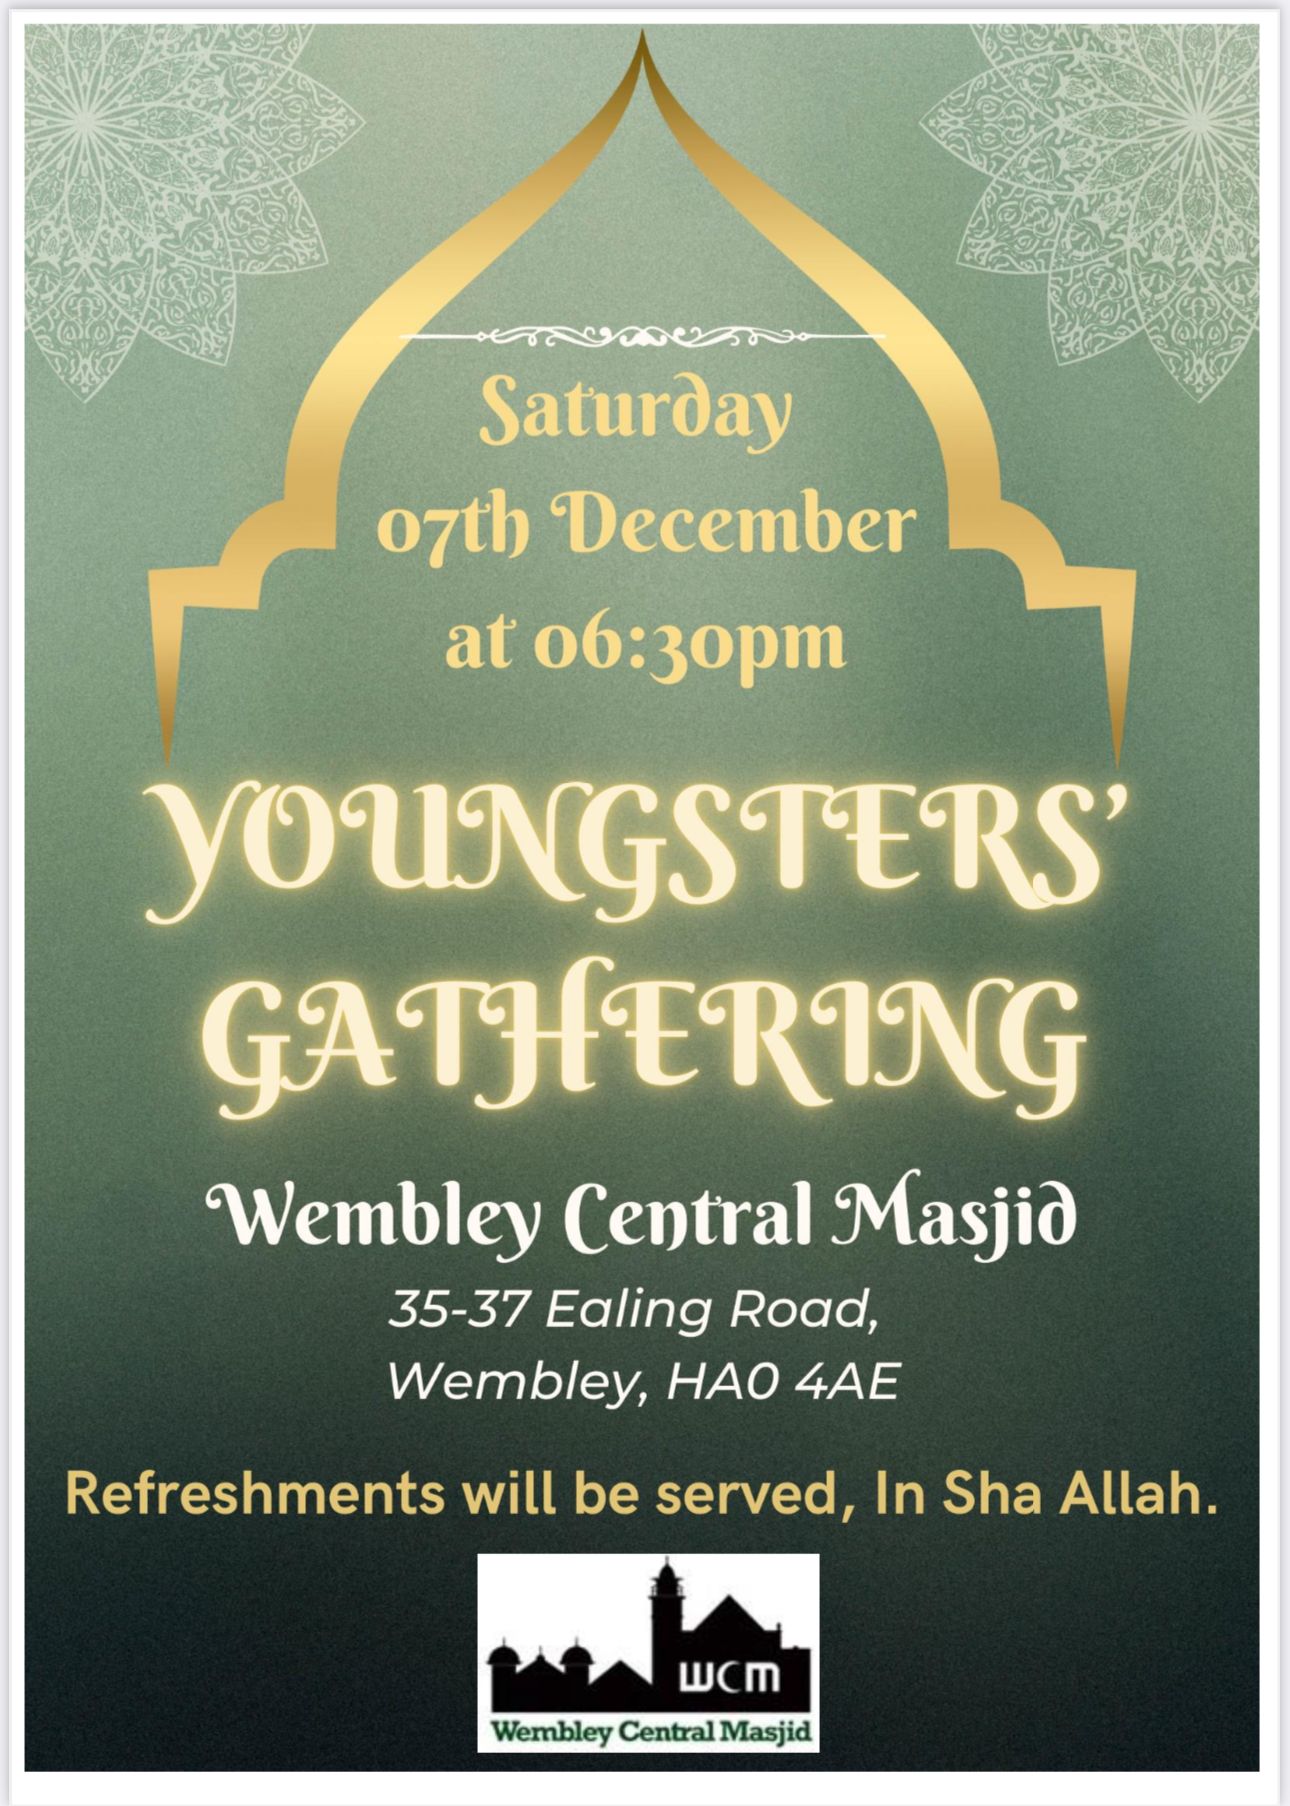 Saturday
07th December
at 06:30pm
YOUNGSTERS'
GATHERING
Wembley Central Masjid
35-37 Ealing Road,
Wembley, HA0 4AE
Refreshments will be served, In Sha Allah.
WCM
Wembley Central Masjid